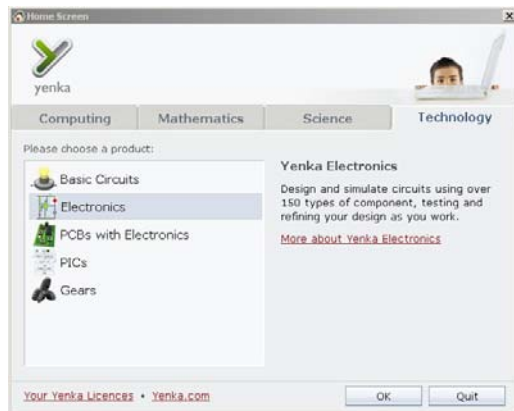 Home Screen
yenka
Computing
Mathematics
Science
Technology
Please choose a product:
Basic Circuits
Electronics
PCBs with Electronics
PICs
Gears
Yenka Electronics
Design and simulate circuits using over
150 types of component, testing and
refining your design as you work.
More about Yenka Electronics
Your Yenka Licences • Yenka.com
OK
Quit